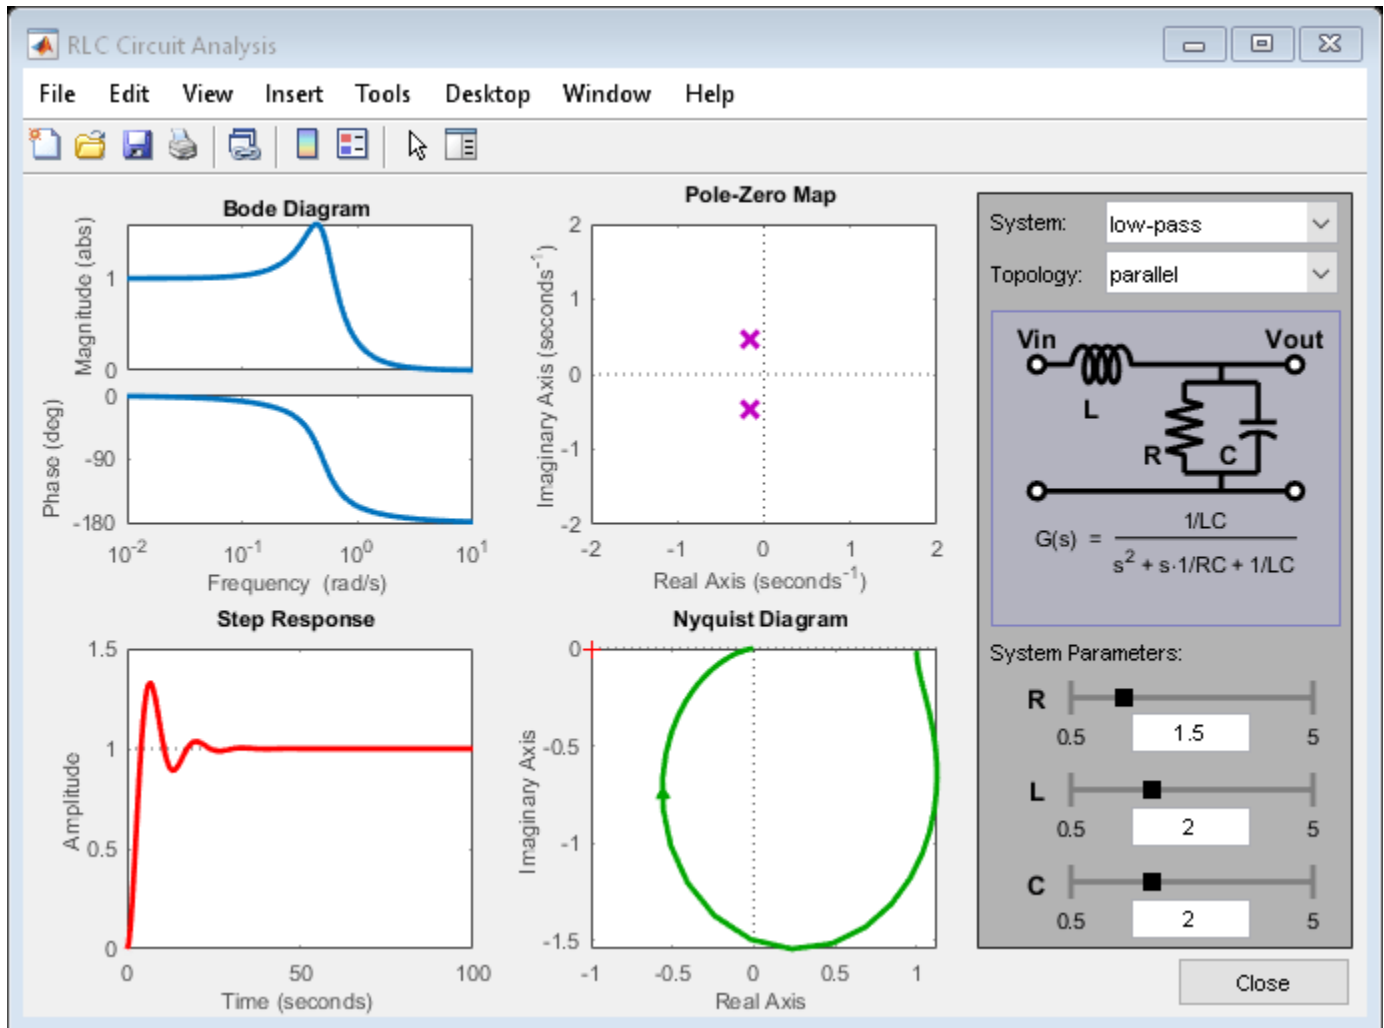 RLC Circuit Analysis
File Edit View Insert Tools Desktop Window Help
Bode Diagram
Magnitude (abs)
1
0
Phase (deg)
0
-90
-180
10^-2 10^-1 10^0 10^1
Frequency (rad/s)
Pole-Zero Map
Imaginary Axis (seconds^-1)
2
1
0
-1
-2
-2 -1 0 1 2
Real Axis (seconds^-1)
Step Response
Amplitude
1.5
1
0.5
0
0 50 100
Time (seconds)
Nyquist Diagram
Imaginary Axis
0
-0.5
-1
-1.5
-1 -0.5 0 0.5 1
Real Axis
System: low-pass
Topology: parallel
Vin Vout
L
R C
G(s) = 1/LC / s^2 + s·1/RC + 1/LC
System Parameters:
R
0.5 1.5 5
L
0.5 2 5
C
0.5 2 5
Close